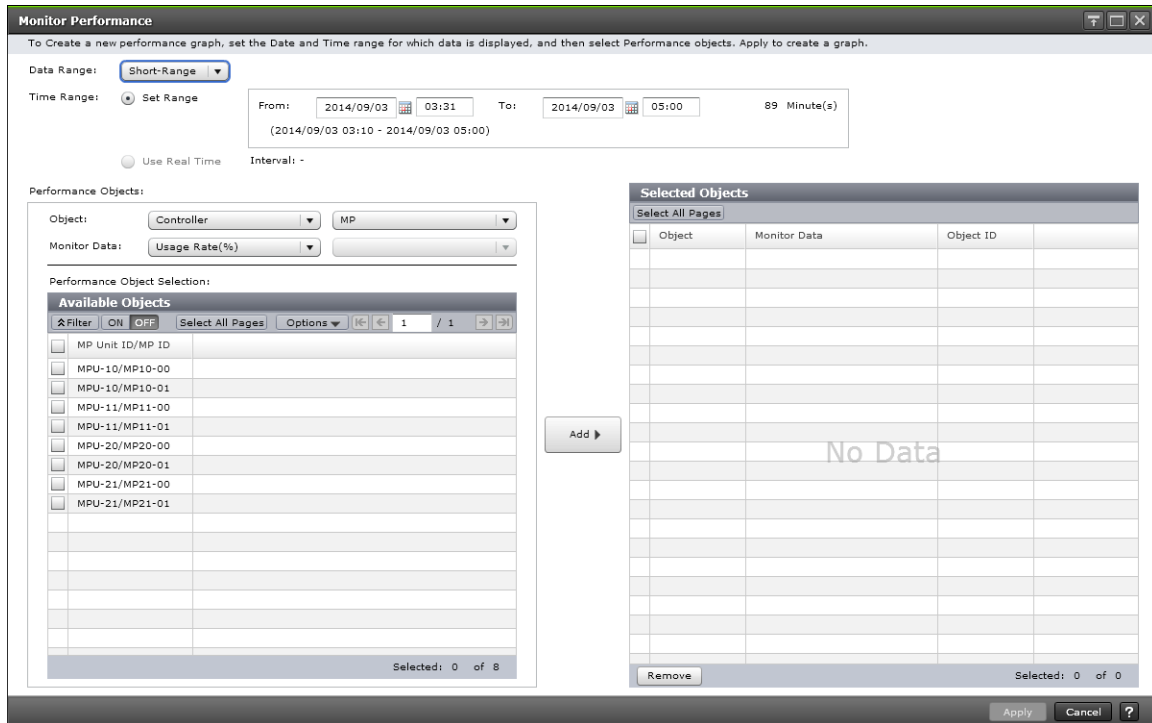 Monitor Performance
To Create a new performance graph, set the Date and Time range for which data is displayed, and then select Performance objects. Apply to create a graph.
Data Range: Short-Range
Time Range: Set Range From: 2014/09/03 03:31 To: 2014/09/03 05:00 89 Minute(s)
(2014/09/03 03:10 - 2014/09/03 05:00)
Use Real Time Interval: -
Performance Objects:
Object: Controller MP
Monitor Data: Usage Rate(%)
Performance Object Selection:
Available Objects
Filter ON OFF Select All Pages Options 1 / 1
MP Unit ID/MP ID
MPU-10/MP10-00
MPU-10/MP10-01
MPU-11/MP11-00
MPU-11/MP11-01
MPU-20/MP20-00
MPU-20/MP20-01
MPU-21/MP21-00
MPU-21/MP21-01
Selected: 0 of 8
Add
Selected Objects
Select All Pages
Object Monitor Data Object ID
No Data
Remove Selected: 0 of 0
Apply Cancel ?